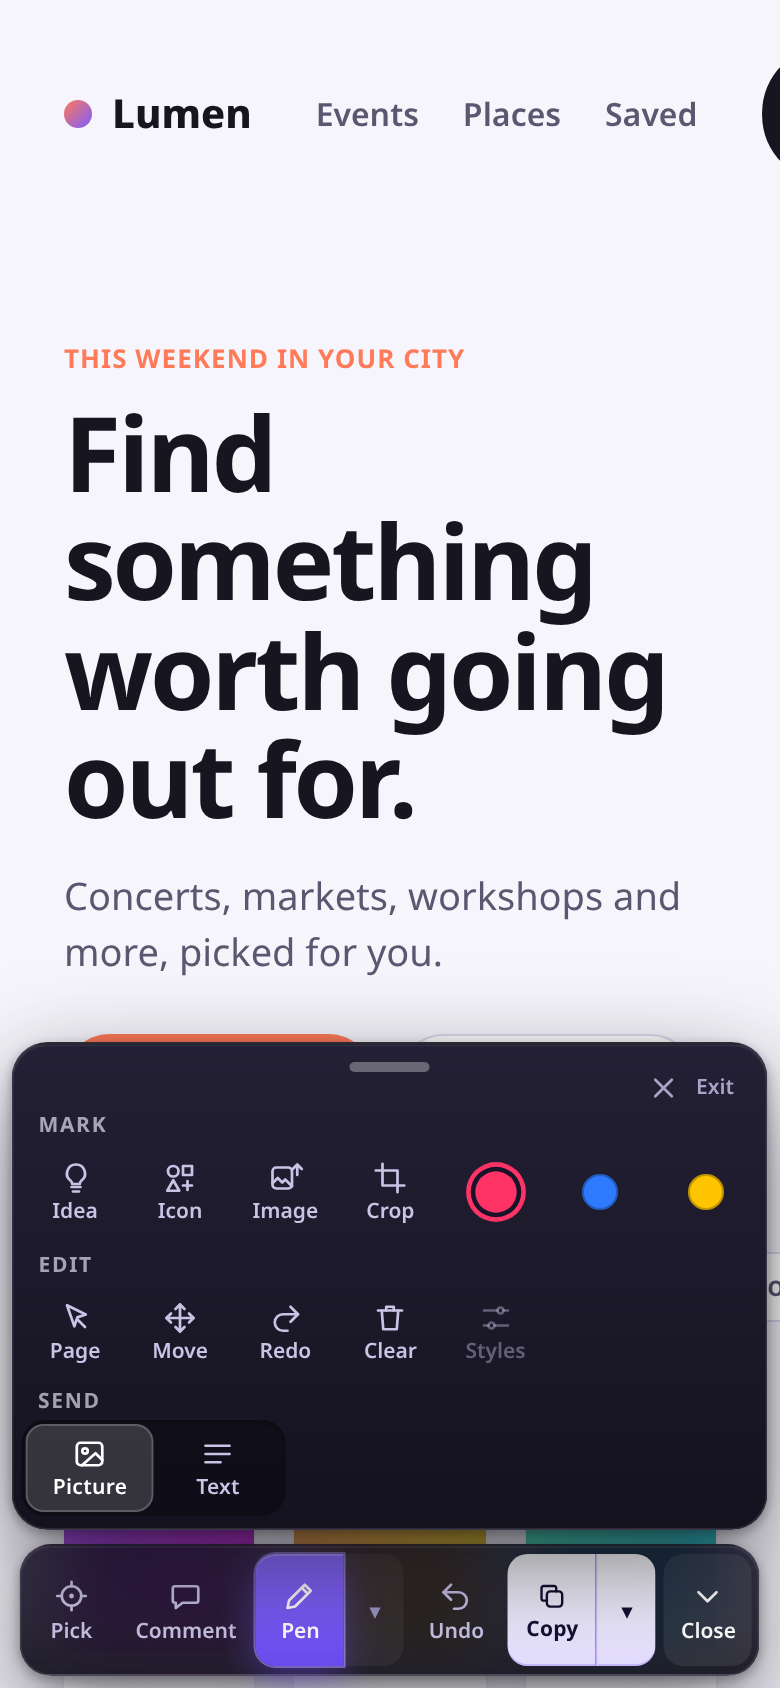 Lumen Events Places Saved
THIS WEEKEND IN YOUR CITY
Find
something
worth going
out for.
Concerts, markets, workshops and
more, picked for you.
Exit
MARK
Idea Icon Image Crop
EDIT
Page Move Redo Clear Styles
SEND
Picture Text
Pick Comment Pen Undo Copy Close